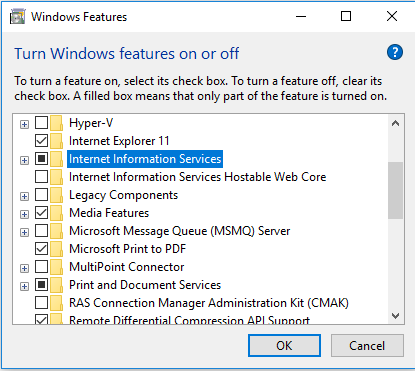 Windows Features
Turn Windows features on or off
To turn a feature on, select its check box. To turn a feature off, clear its
check box. A filled box means that only part of the feature is turned on.
Hyper-V
Internet Explorer 11
Internet Information Services
Internet Information Services Hostable Web Core
Legacy Components
Media Features
Microsoft Message Queue (MSMQ) Server
Microsoft Print to PDF
MultiPoint Connector
Print and Document Services
RAS Connection Manager Administration Kit (CMAK)
Remote Differential Compression API Support
OK Cancel